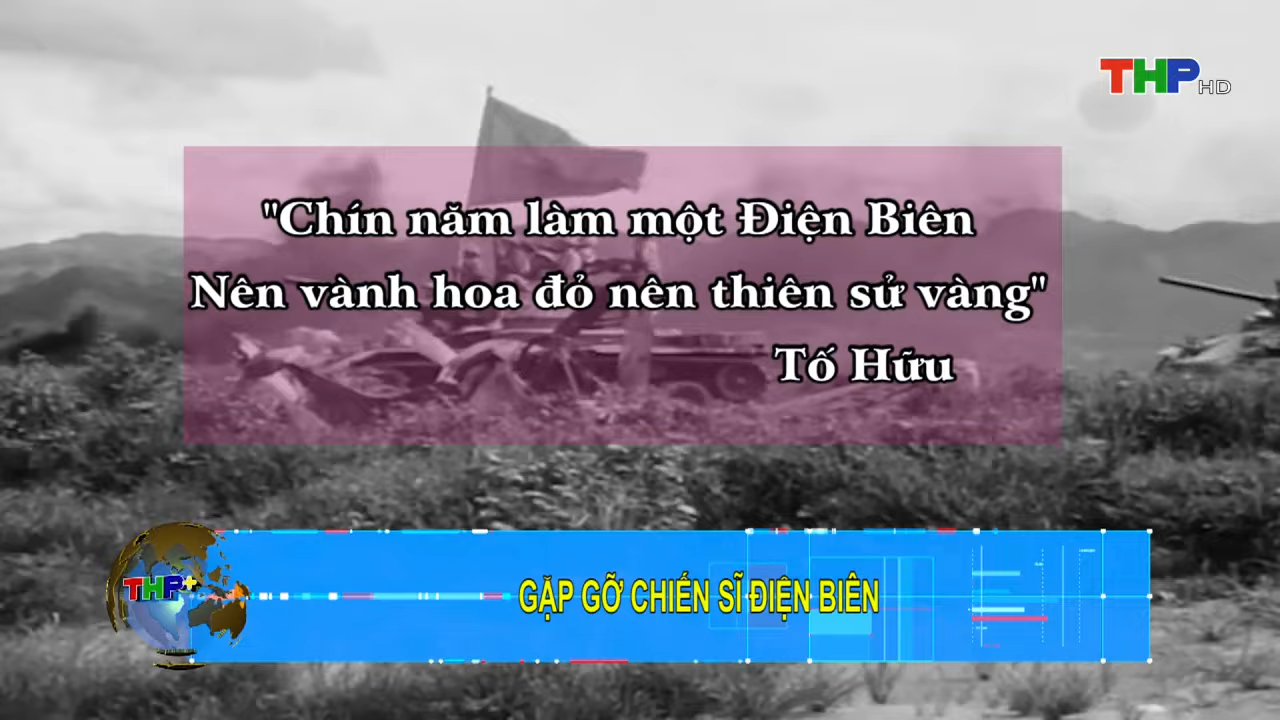 THP HD
"Chín năm làm một Điện Biên
Nên vành hoa đỏ nên thiên sử vàng"
Tố Hữu
THP+
GẶP GỠ CHIẾN SĨ ĐIỆN BIÊN